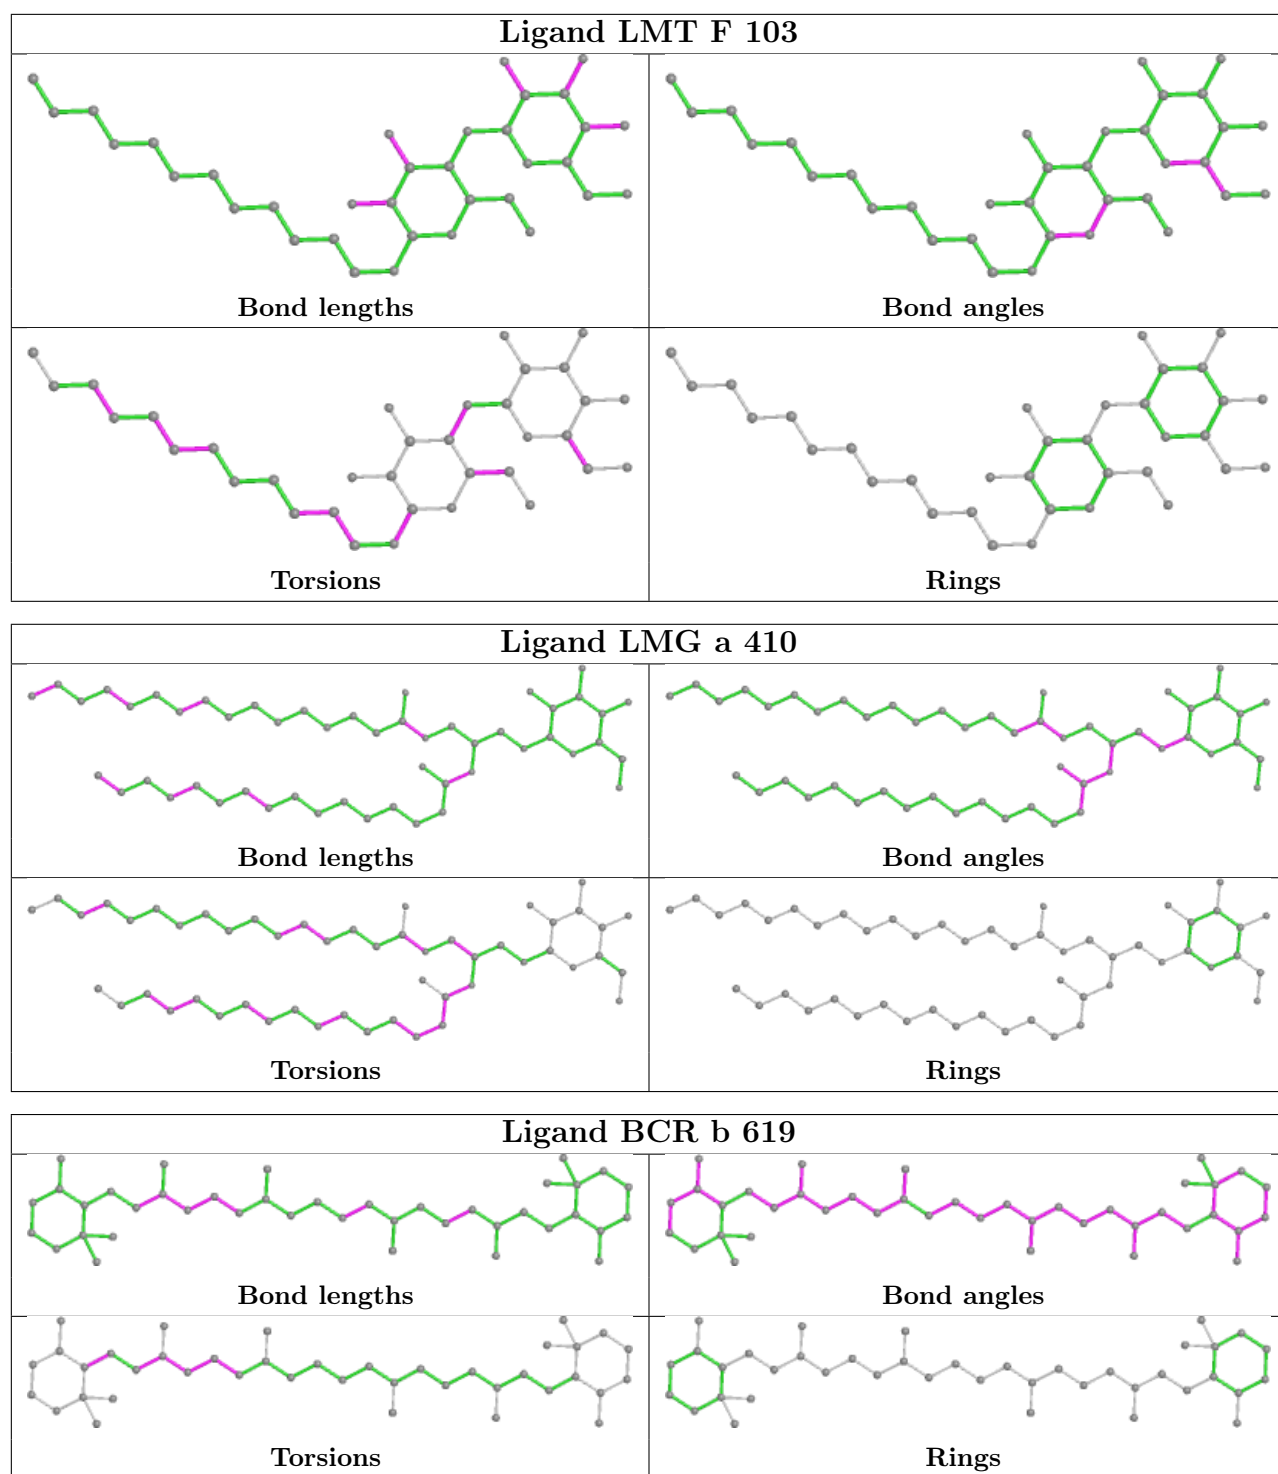 Ligand LMT F 103
Bond lengths
Bond angles
Torsions
Rings
Ligand LMG a 410
Bond lengths
Bond angles
Torsions
Rings
Ligand BCR b 619
Bond lengths
Bond angles
Torsions
Rings